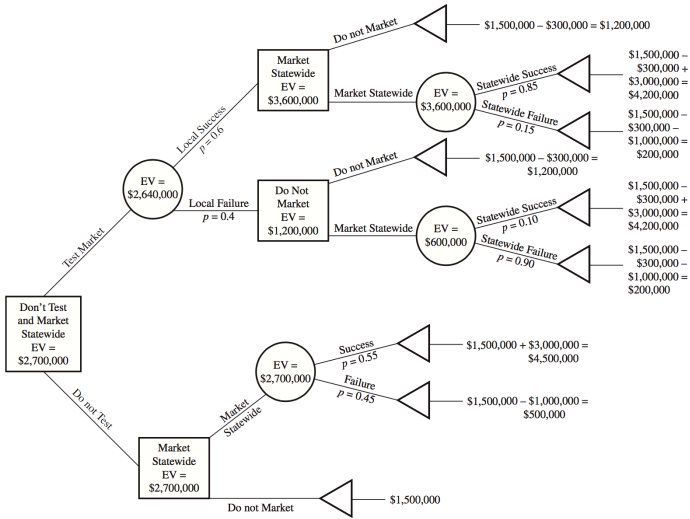 Do not Market
$1,500,000 – $300,000 = $1,200,000
Market
Statewide
EV =
$3,600,000
Local Success
p = 0.6
Market Statewide
EV =
$3,600,000
Statewide Success
p = 0.85
$1,500,000 –
$300,000 +
$3,000,000 =
$4,200,000
Statewide Failure
p = 0.15
$1,500,000 –
$300,000 –
$1,000,000 =
$200,000
EV =
$2,640,000
Do not Market
$1,500,000 – $300,000 =
$1,200,000
Local Failure
p = 0.4
Do Not
Market
EV =
$1,200,000
Market Statewide
EV =
$600,000
Statewide Success
p = 0.10
$1,500,000 –
$300,000 +
$3,000,000 =
$4,200,000
Statewide Failure
p = 0.90
$1,500,000 –
$300,000 –
$1,000,000 =
$200,000
Test Market
Don't Test
and Market
Statewide
EV =
$2,700,000
Do not Test
Market
Statewide
EV =
$2,700,000
Market
Statewide
EV =
$2,700,000
Success
p = 0.55
$1,500,000 + $3,000,000 =
$4,500,000
Failure
p = 0.45
$1,500,000 – $1,000,000 =
$500,000
Do not Market
$1,500,000